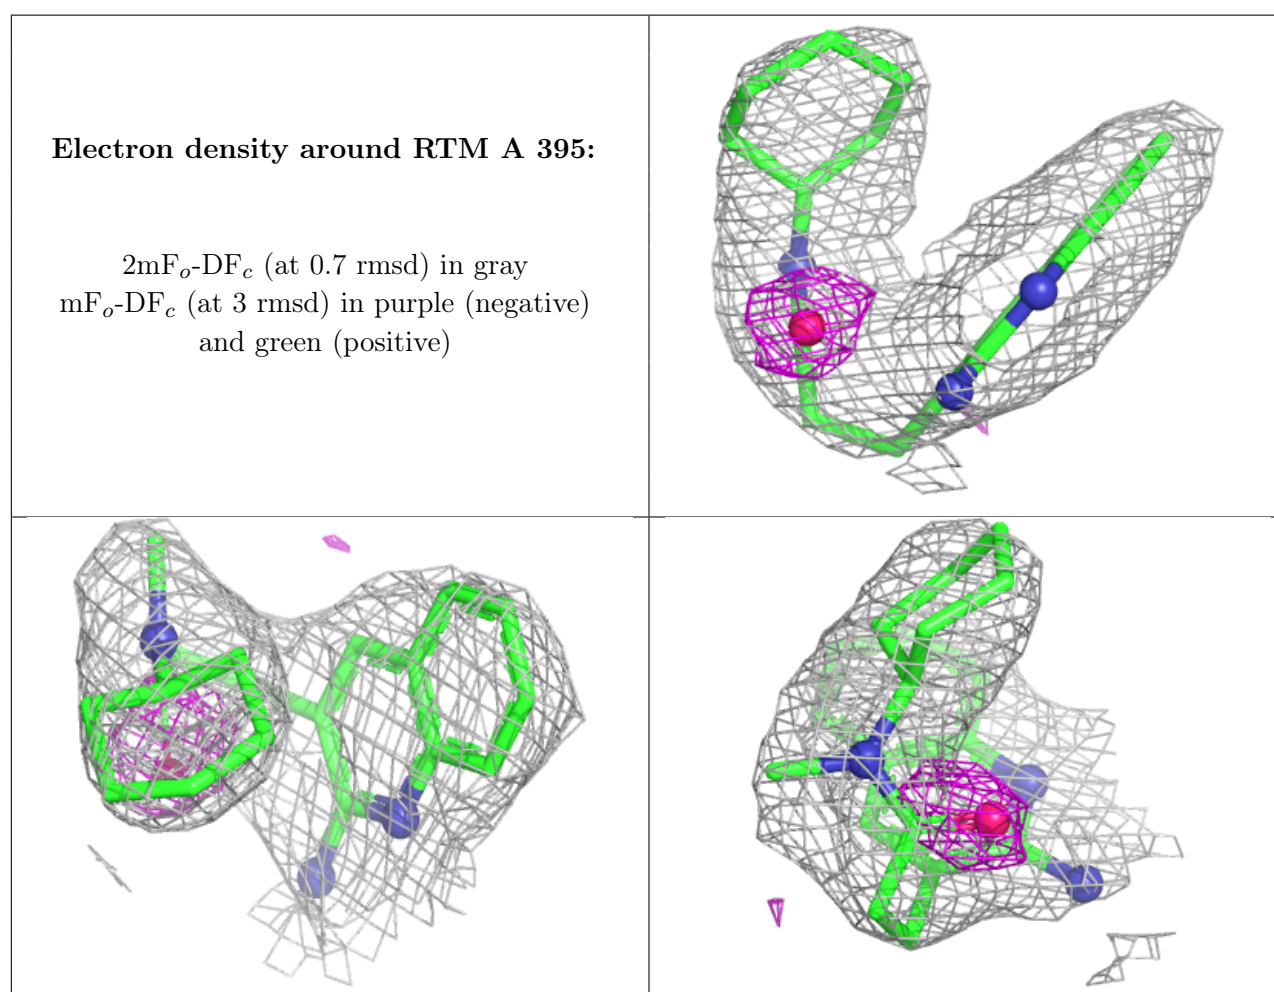 Electron density around RTM A 395:
2mFo-DFc (at 0.7 rmsd) in gray
mFo-DFc (at 3 rmsd) in purple (negative)
and green (positive)